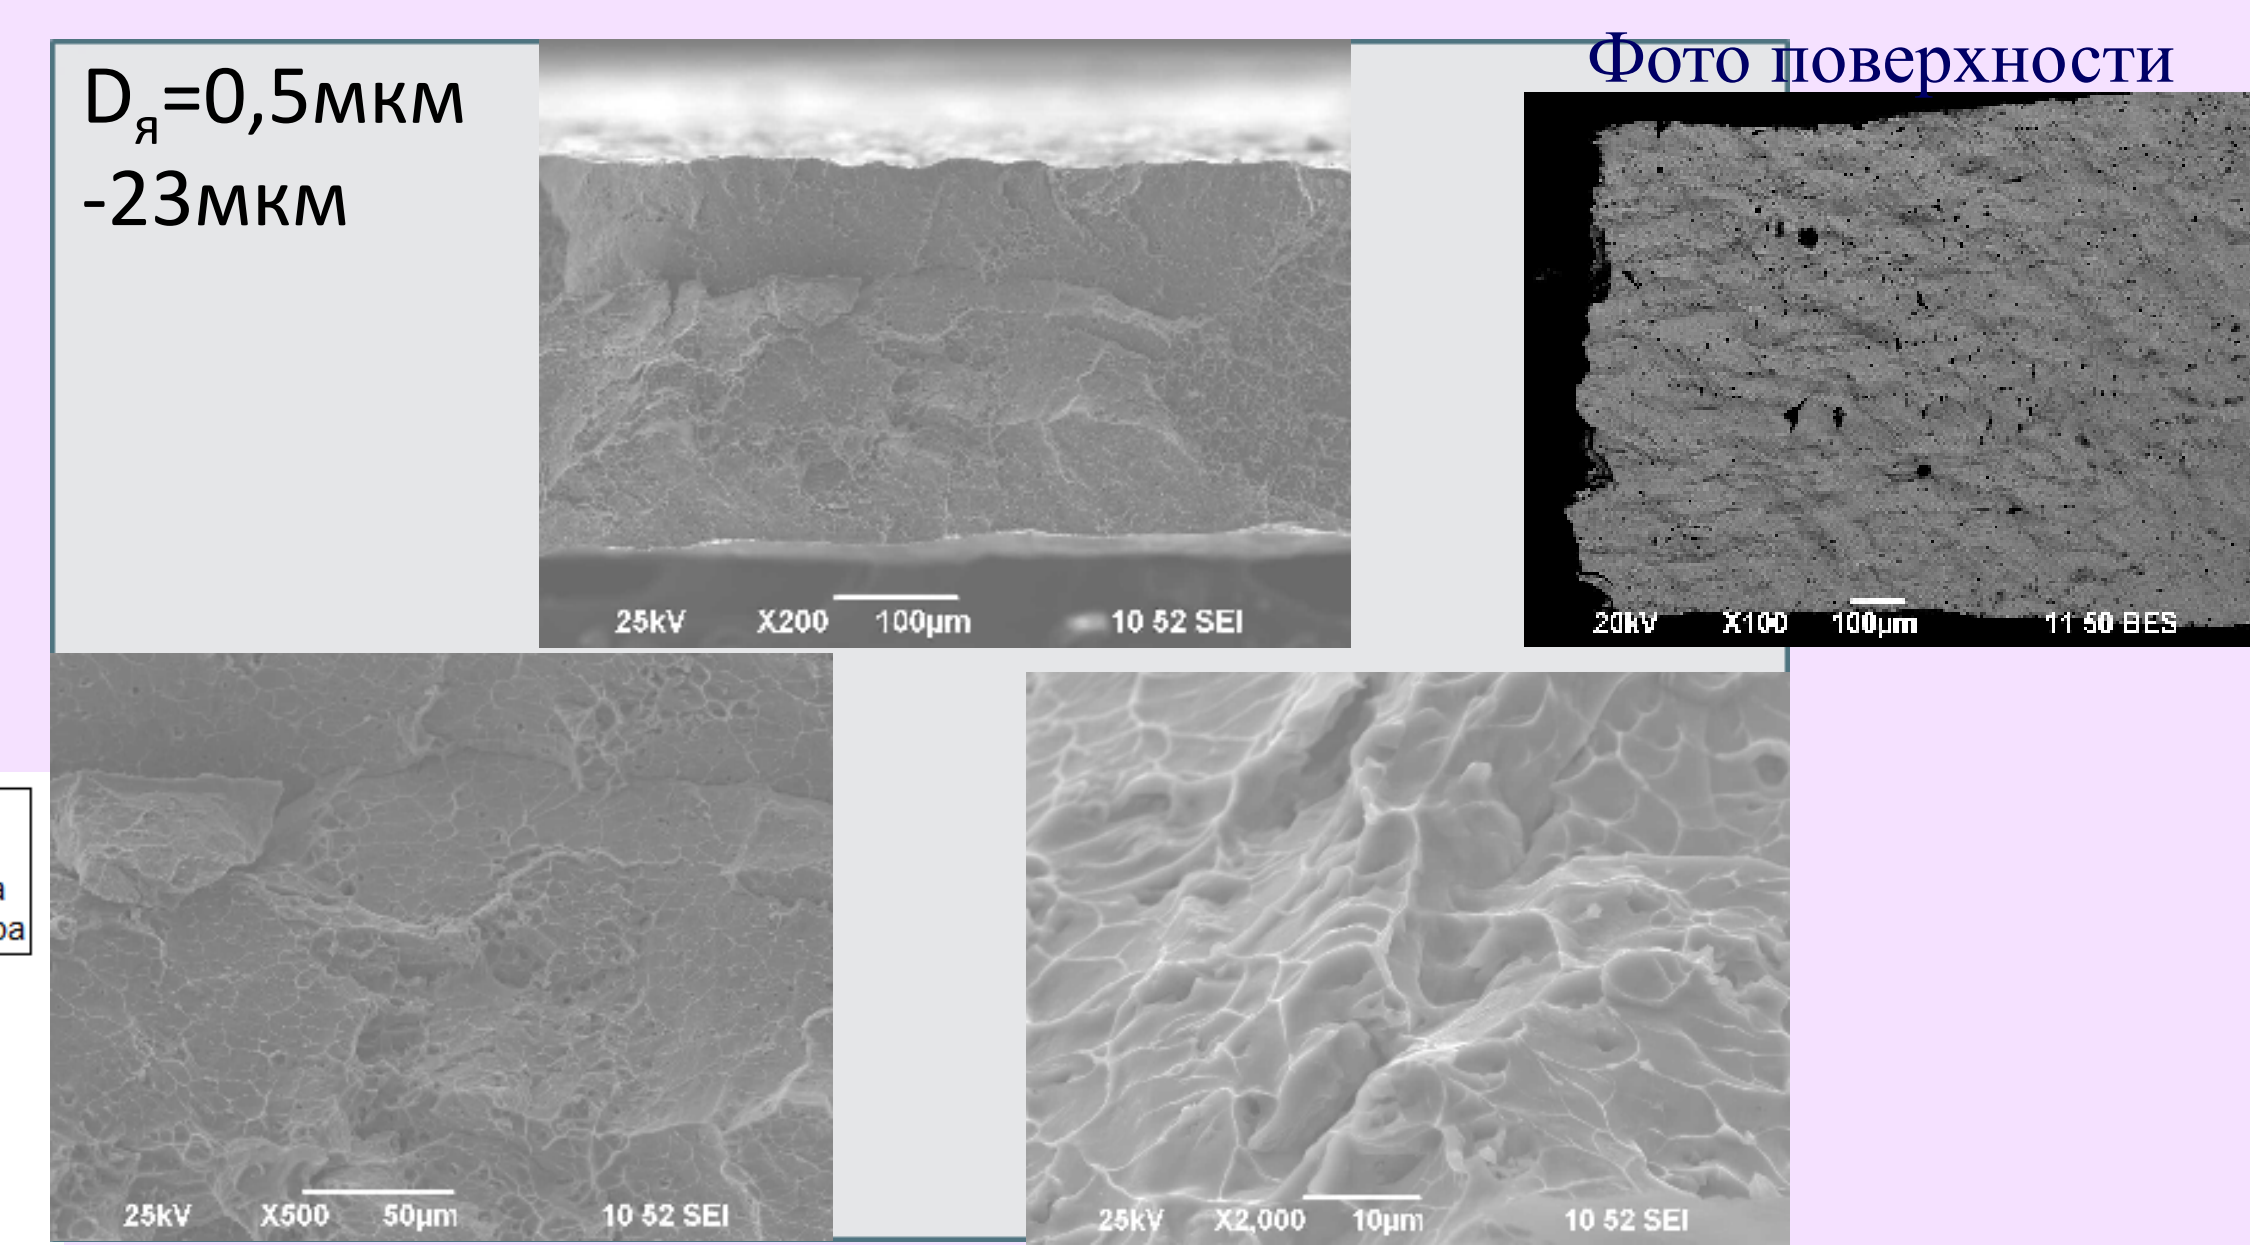 Dя=0,5мкм
-23мкм
Фото поверхности
25kV X200 100µm 10 52 SEI
20kV X100 100µm 11 50 BES
а
ра
25kV X500 50µm 10 52 SEI
25kV X2,000 10µm 10 52 SEI